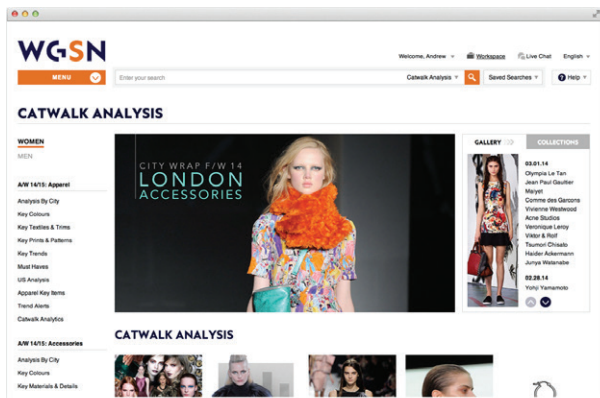 WGSN
Welcome, Andrew
Workspace
Live Chat
English
MENU
Enter your search
Catwalk Analysis
Saved Searches
? Help
CATWALK ANALYSIS
WOMEN
MEN
A/W 14/15: Apparel
Analysis By City
Key Colours
Key Textiles & Trims
Key Prints & Patterns
Key Trends
Must Haves
US Analysis
Apparel Key Items
Trend Alerts
Catwalk Analytics
A/W 14/15: Accessories
Analysis By City
Key Colours
Key Materials & Details
CITY WRAP F/W 14
LONDON
ACCESSORIES
GALLERY
COLLECTIONS
03.01.14
Olympia Le Tan
Jean Paul Gaultier
Maiyet
Comme des Garcons
Vivienne Westwood
Acne Studios
Veronique Leroy
Viktor & Rolf
Tsumori Chisato
Haider Ackermann
Junya Watanabe
02.28.14
Yohji Yamamoto
CATWALK ANALYSIS